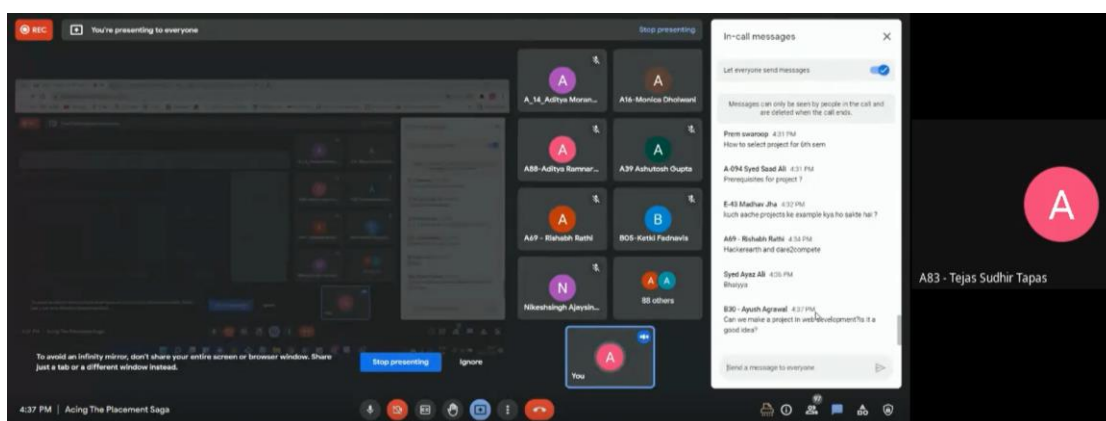 REC
You're presenting to everyone
Stop presenting
A
A_14_Aditya Moran...
A
A16-Monica Dholwani
A
A88-Aditya Ramnar...
A
A39 Ashutosh Gupta
A
A69 - Rishabh Rathi
B
B05-Ketki Fadnavis
N
Nikeshsingh Ajaysin...
A A
88 others
A
You
To avoid an infinity mirror, don't share your entire screen or browser window. Share
just a tab or a different window instead.
Stop presenting
Ignore
4:37 PM | Acing The Placement Saga
In-call messages
Let everyone send messages
Messages can only be seen by people in the call and
are deleted when the call ends.
Prem swaroop 4:31 PM
How to select project for 6th sem
A-094 Syed Saad Ali 4:31 PM
Prerequisites for project ?
E-43 Madhav Jha 4:32 PM
kuch aache projects ke example kya ho sakte hai ?
A69 - Rishabh Rathi 4:34 PM
Hackerearth and dare2compete
Syed Ayaz Ali 4:36 PM
Bhaiyya
B30 - Ayush Agrawal 4:37 PM
Can we make a project in web development?Is it a
good idea?
Send a message to everyone
A
A83 - Tejas Sudhir Tapas